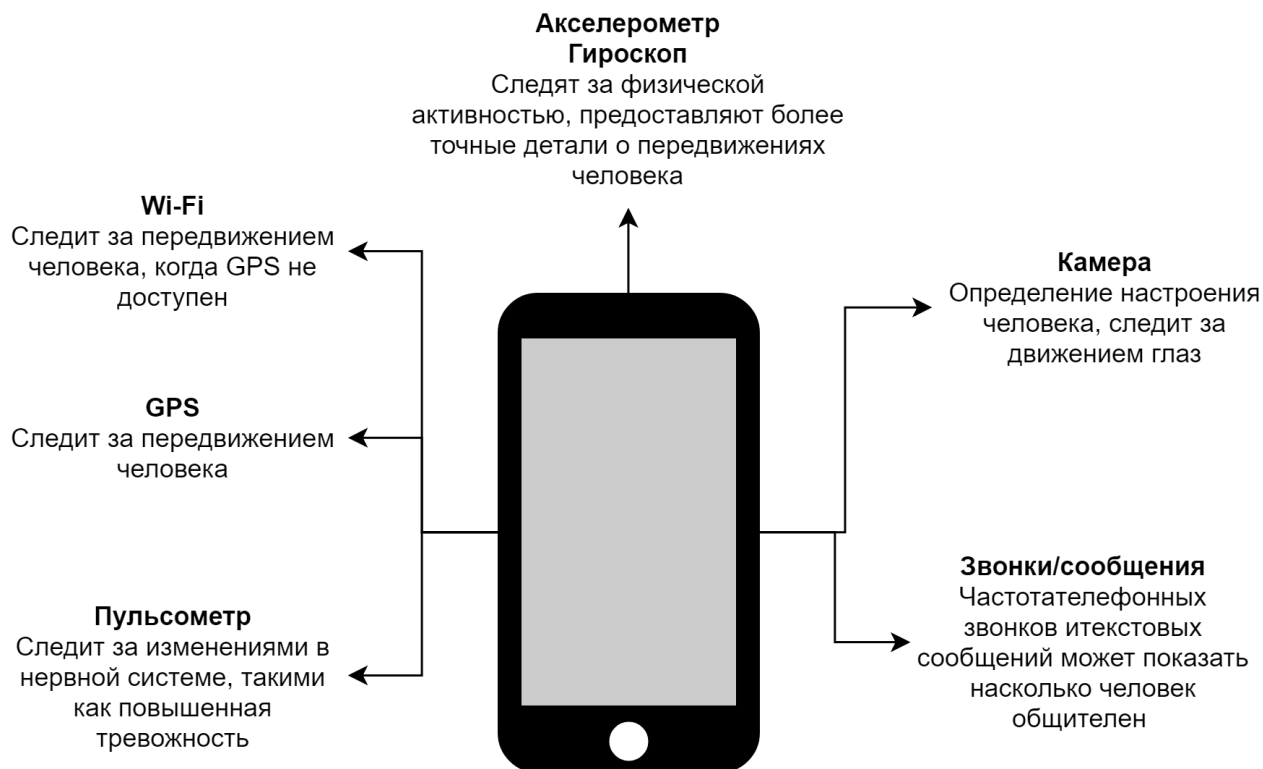 Акселерометр
Гироскоп
Следят за физической
активностью, предоставляют более
точные детали о передвижениях
человека
Wi-Fi
Следит за передвижением
человека, когда GPS не
доступен
GPS
Следит за передвижением
человека
Пульсометр
Следит за изменениями в
нервной системе, такими
как повышенная
тревожность
Камера
Определение настроения
человека, следит за
движением глаз
Звонки/сообщения
Частотателефонных
звонков итекстовых
сообщений может показать
насколько человек
общителен